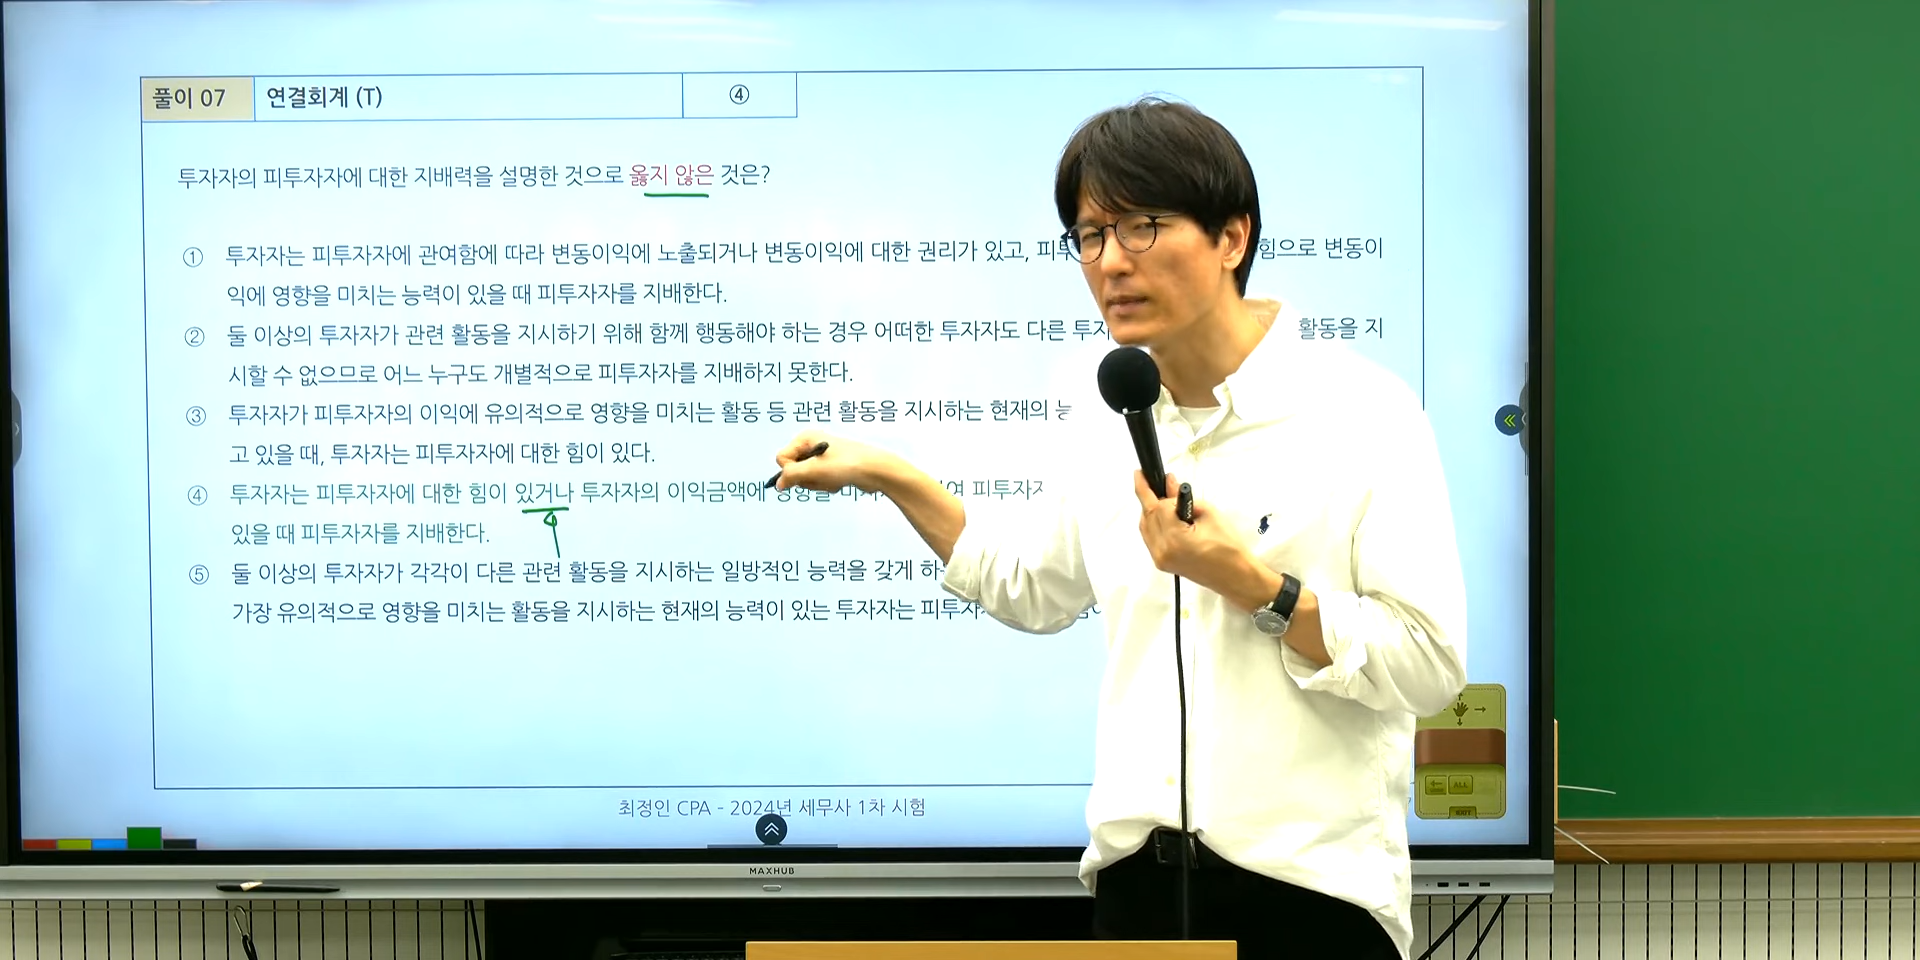 풀이 07 연결회계 (T) ④
투자자의 피투자자에 대한 지배력을 설명한 것으로 옳지 않은 것은?
① 투자자는 피투자자에 관여함에 따라 변동이익에 노출되거나 변동이익에 대한 권리가 있고, 힘으로 변동이
익에 영향을 미치는 능력이 있을 때 피투자자를 지배한다.
② 둘 이상의 투자자가 관련 활동을 지시하기 위해 함께 행동해야 하는 경우 어떠한 투자자도 다른 활동을 지
시할 수 없으므로 어느 누구도 개별적으로 피투자자를 지배하지 못한다.
③ 투자자가 피투자자의 이익에 유의적으로 영향을 미치는 활동 등 관련 활동을 지시하는 현재의
고 있을 때, 투자자는 피투자자에 대한 힘이 있다.
④ 투자자는 피투자자에 대한 힘이 있거나 투자자의 이익금액에 영향을
있을 때 피투자자를 지배한다.
⑤ 둘 이상의 투자자가 각각이 다른 관련 활동을 지시하는 일방적인 능력을 갖게
가장 유의적으로 영향을 미치는 활동을 지시하는 현재의 능력이 있는 투자자는
최정인 CPA - 2024년 세무사 1차 시험
ALL
EXIT
MAXHUB